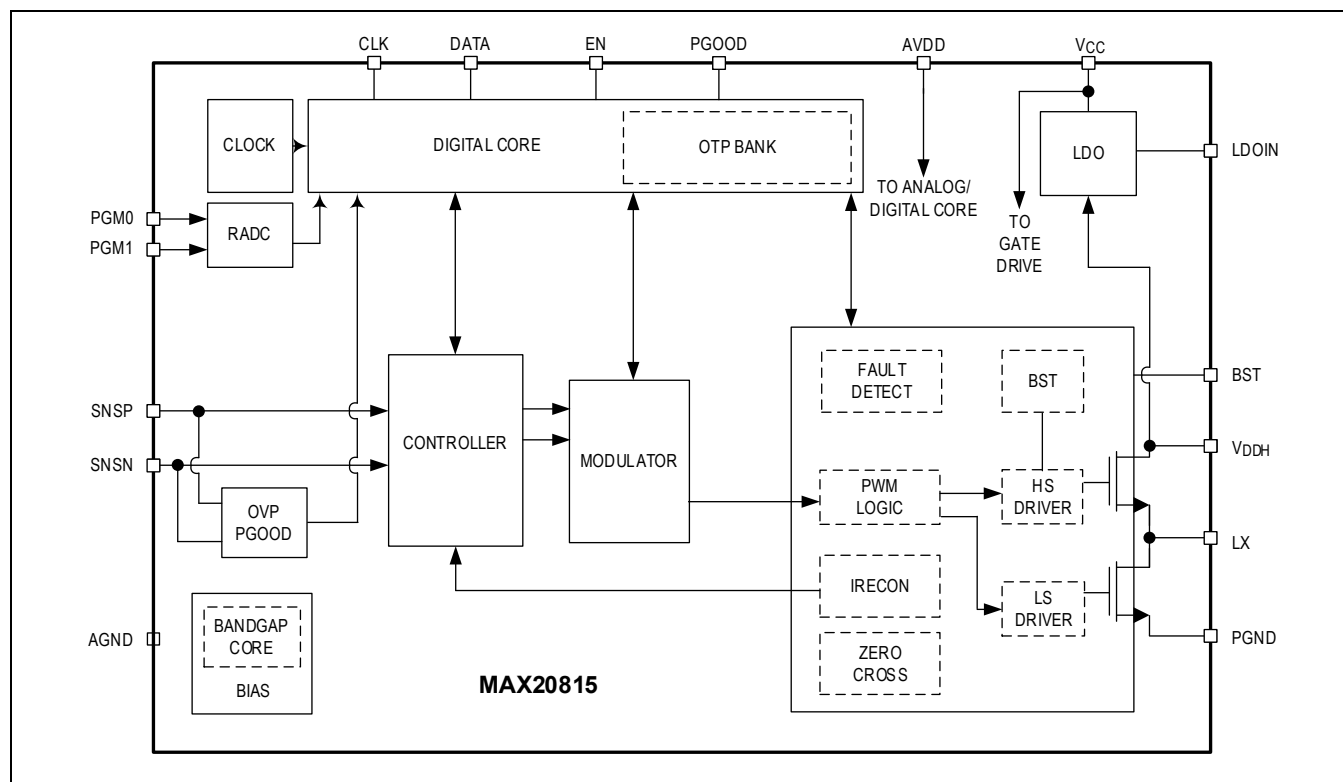 CLK
DATA
EN
PGOOD
AVDD
VCC
CLOCK
DIGITAL CORE
OTP BANK
LDO
LDOIN
TO ANALOG/
DIGITAL CORE
TO
GATE
DRIVE
PGM0
PGM1
RADC
FAULT
DETECT
BST
BST
SNSP
SNSN
CONTROLLER
MODULATOR
VDDH
OVP
PGOOD
PWM
LOGIC
HS
DRIVER
LX
IRECON
LS
DRIVER
AGND
BANDGAP
CORE
BIAS
ZERO
CROSS
PGND
MAX20815